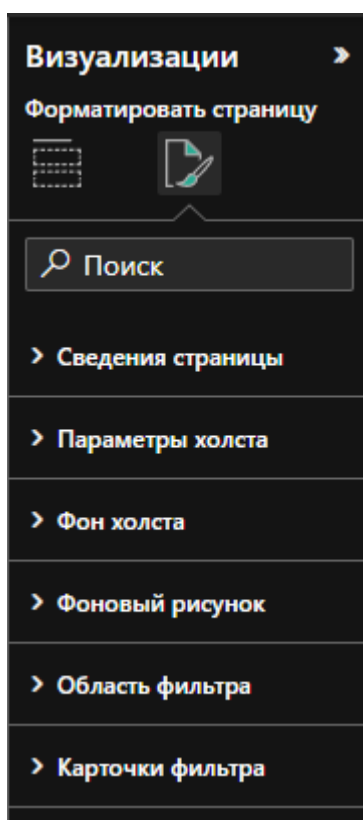 Визуализации
Форматировать страницу
Поиск
Сведения страницы
Параметры холста
Фон холста
Фоновый рисунок
Область фильтра
Карточки фильтра